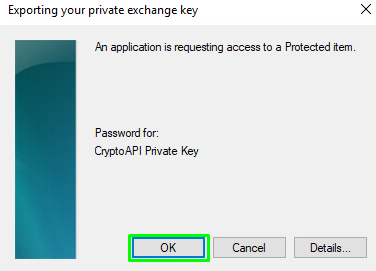 Exporting your private exchange key
An application is requesting access to a Protected item.
Password for:
CryptoAPI Private Key
OK
Cancel
Details...